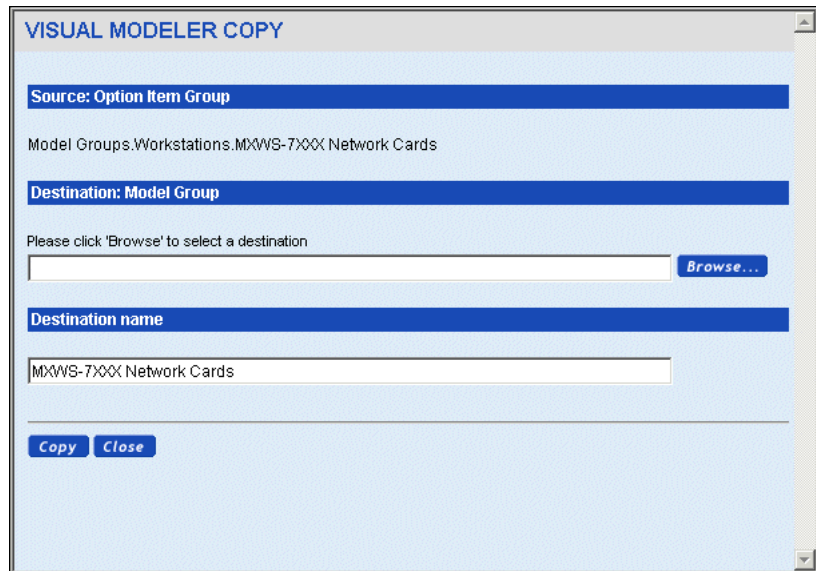 VISUAL MODELER COPY
Source: Option Item Group
Model Groups.Workstations.MXWS-7XXX Network Cards
Destination: Model Group
Please click 'Browse' to select a destination
Browse...
Destination name
MXWS-7XXX Network Cards
Copy Close